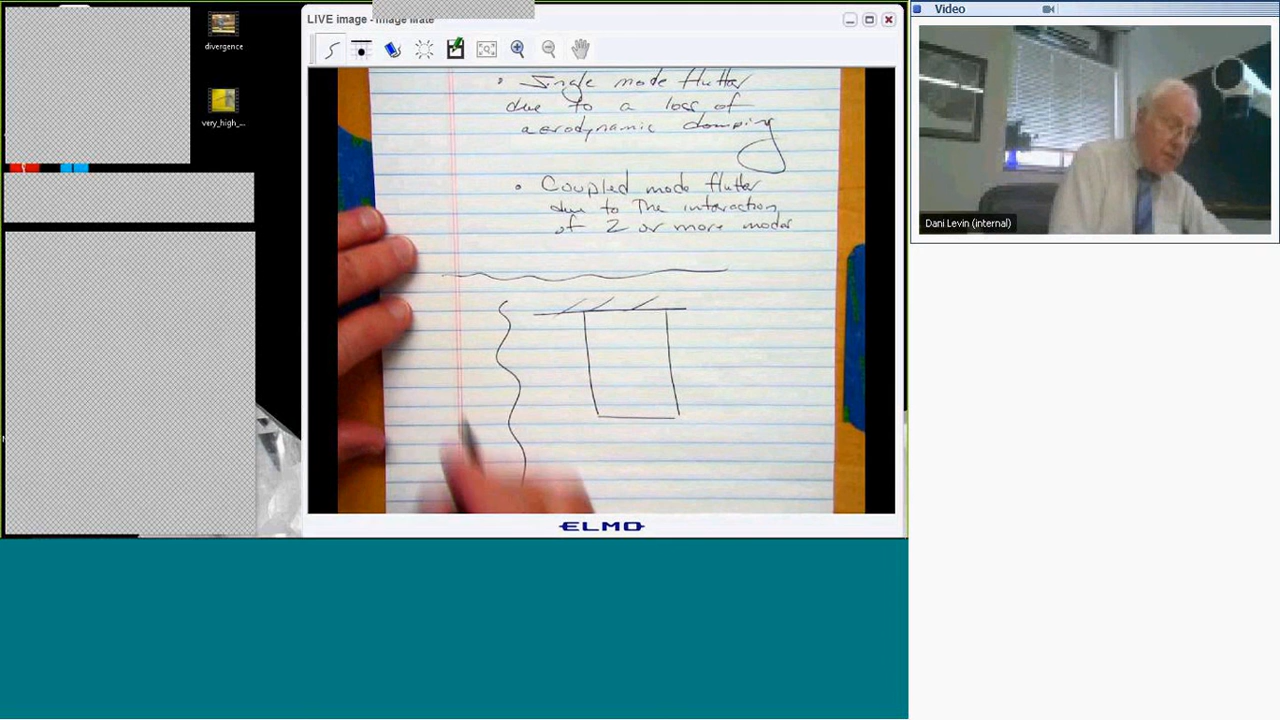 LIVE image - Image Mate
Video
divergence
very_high_...
• Single mode flutter
due to a loss of
aerodynamic damping
• Coupled mode flutter
due to The interaction
of 2 or more modes
Dani Levin (internal)
ELMO